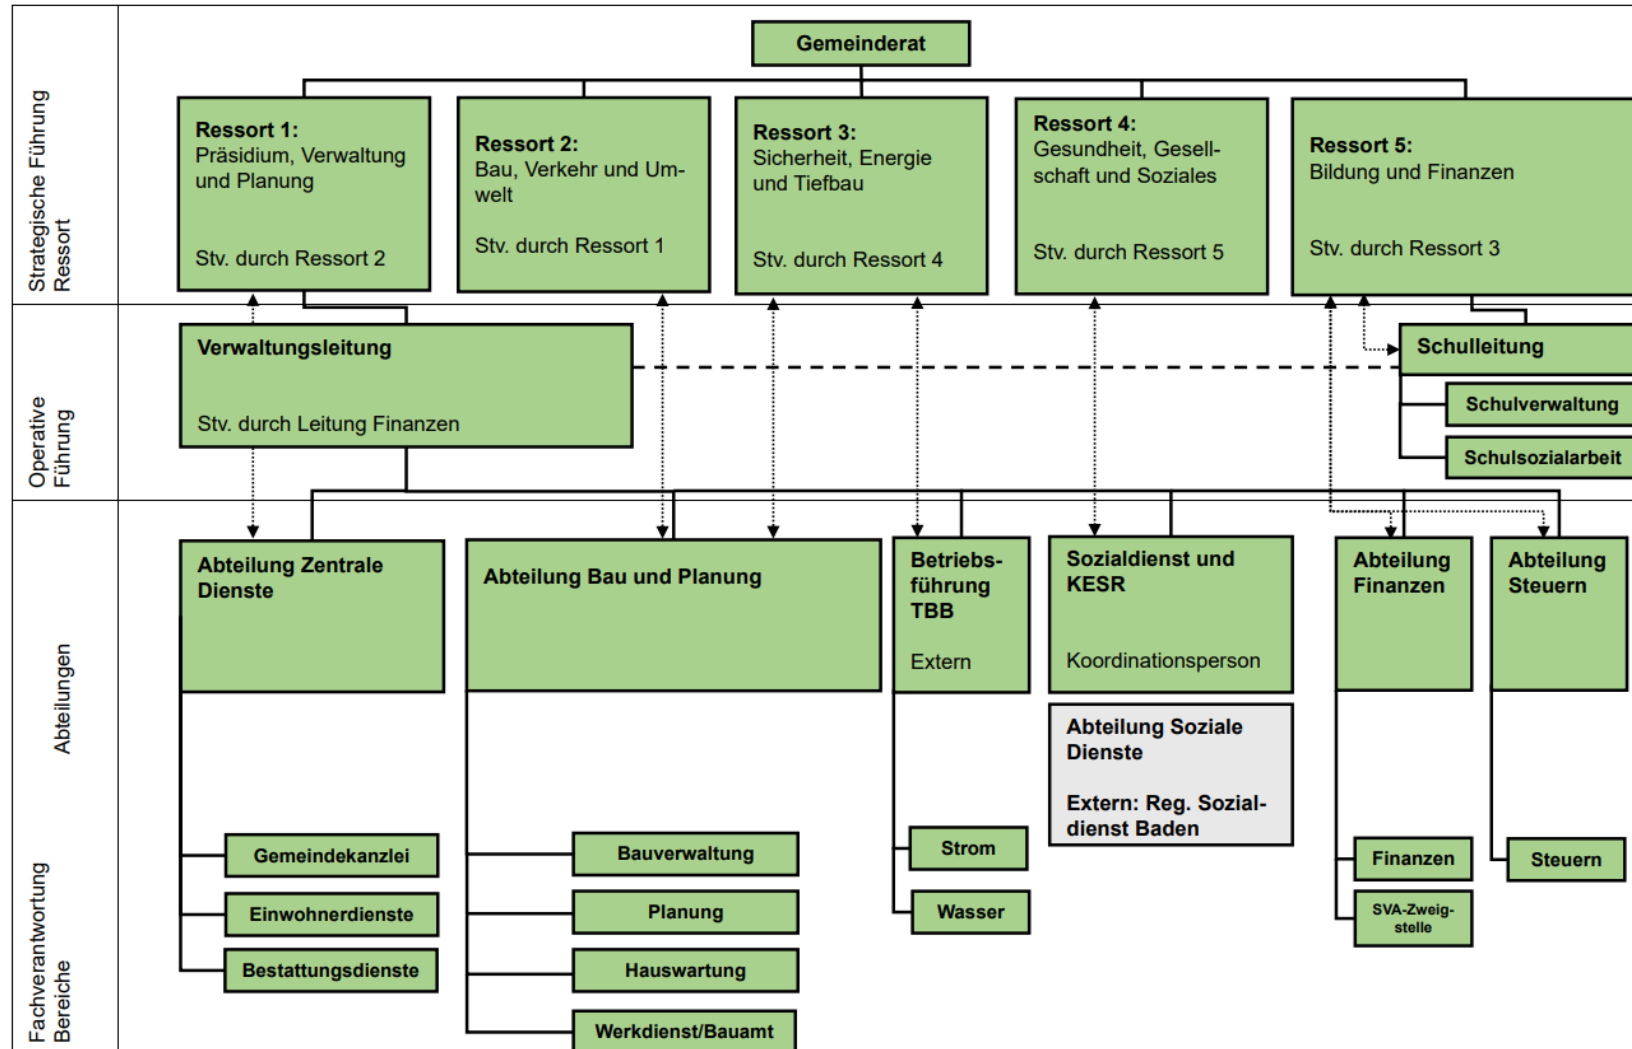 Strategische Führung
Ressort
Gemeinderat
Ressort 1:
Präsidium, Verwaltung
und Planung
Stv. durch Ressort 2
Ressort 2:
Bau, Verkehr und Um-
welt
Stv. durch Ressort 1
Ressort 3:
Sicherheit, Energie
und Tiefbau
Stv. durch Ressort 4
Ressort 4:
Gesundheit, Gesell-
schaft und Soziales
Stv. durch Ressort 5
Ressort 5:
Bildung und Finanzen
Stv. durch Ressort 3
Operative
Führung
Verwaltungsleitung
Stv. durch Leitung Finanzen
Schulleitung
Schulverwaltung
Schulsozialarbeit
Abteilungen
Abteilung Zentrale
Dienste
Abteilung Bau und Planung
Betriebs-
führung
TBB
Extern
Sozialdienst und
KESR
Koordinationsperson
Abteilung Soziale
Dienste
Extern: Reg. Sozial-
dienst Baden
Abteilung
Finanzen
Abteilung
Steuern
Fachverantwortung
Bereiche
Gemeindekanzlei
Einwohnerdienste
Bestattungsdienste
Bauverwaltung
Planung
Hauswartung
Werkdienst/Bauamt
Strom
Wasser
Finanzen
SVA-Zweig-
stelle
Steuern